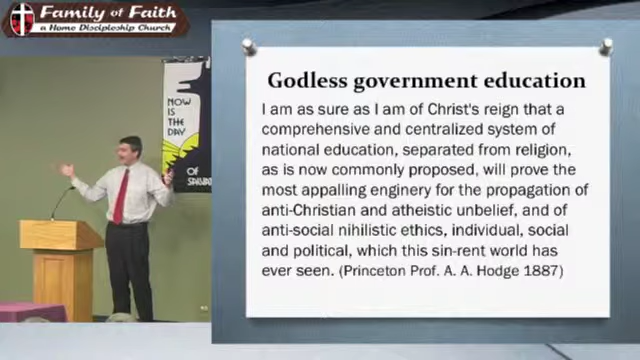 Family of Faith
a Home Discipleship Church
NOW
IS
THE
DAY
OF
Godless government education
I am as sure as I am of Christ's reign that a
comprehensive and centralized system of
national education, separated from religion,
as is now commonly proposed, will prove the
most appalling enginery for the propagation of
anti-Christian and atheistic unbelief, and of
anti-social nihilistic ethics, individual, social
and political, which this sin-rent world has
ever seen. (Princeton Prof. A. A. Hodge 1887)